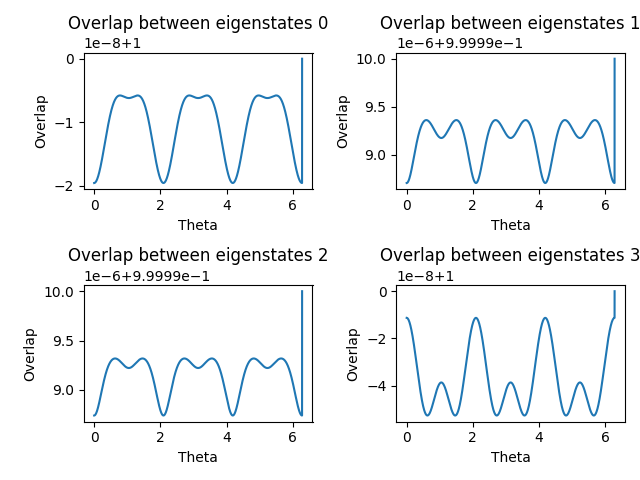 Overlap between eigenstates 0
1e−8+1
0
−1
−2
Overlap
0
2
4
6
Theta
Overlap between eigenstates 1
1e−6+9.9999e−1
10.0
9.5
9.0
Overlap
0
2
4
6
Theta
Overlap between eigenstates 2
1e−6+9.9999e−1
10.0
9.5
9.0
Overlap
0
2
4
6
Theta
Overlap between eigenstates 3
1e−8+1
0
−2
−4
Overlap
0
2
4
6
Theta